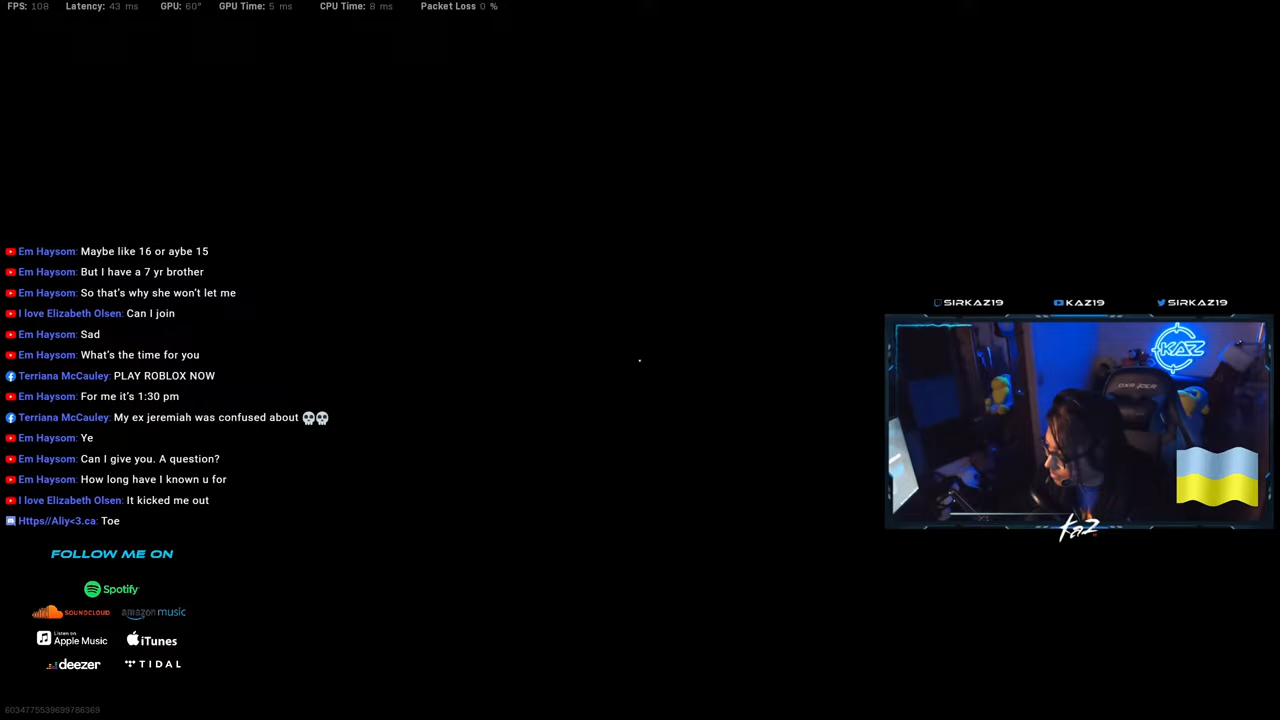 FPS: 108 Latency: 43 ms GPU: 60° GPU Time: 5 ms CPU Time: 8 ms Packet Loss 0 %
Em Haysom: Maybe like 16 or aybe 15
Em Haysom: But I have a 7 yr brother
Em Haysom: So that's why she won't let me
I love Elizabeth Olsen: Can I join
Em Haysom: Sad
Em Haysom: What's the time for you
Terriana McCauley: PLAY ROBLOX NOW
Em Haysom: For me it's 1:30 pm
Terriana McCauley: My ex jeremiah was confused about 💀💀
Em Haysom: Ye
Em Haysom: Can I give you. A question?
Em Haysom: How long have I known u for
I love Elizabeth Olsen: It kicked me out
Https//Aliy<3.ca: Toe
FOLLOW ME ON
Spotify
SOUNDCLOUD amazon music
Listen on
Apple Music iTunes
deezer TIDAL
6034775539699786369
SIRKAZ19 KAZ19 SIRKAZ19
KAZ
KaZ